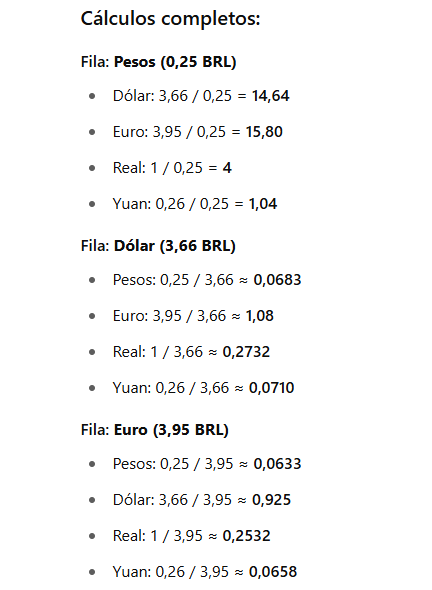 Cálculos completos:
Fila: Pesos (0,25 BRL)
• Dólar: 3,66 / 0,25 = 14,64
• Euro: 3,95 / 0,25 = 15,80
• Real: 1 / 0,25 = 4
• Yuan: 0,26 / 0,25 = 1,04
Fila: Dólar (3,66 BRL)
• Pesos: 0,25 / 3,66 ≈ 0,0683
• Euro: 3,95 / 3,66 ≈ 1,08
• Real: 1 / 3,66 ≈ 0,2732
• Yuan: 0,26 / 3,66 ≈ 0,0710
Fila: Euro (3,95 BRL)
• Pesos: 0,25 / 3,95 ≈ 0,0633
• Dólar: 3,66 / 3,95 ≈ 0,925
• Real: 1 / 3,95 ≈ 0,2532
• Yuan: 0,26 / 3,95 ≈ 0,0658